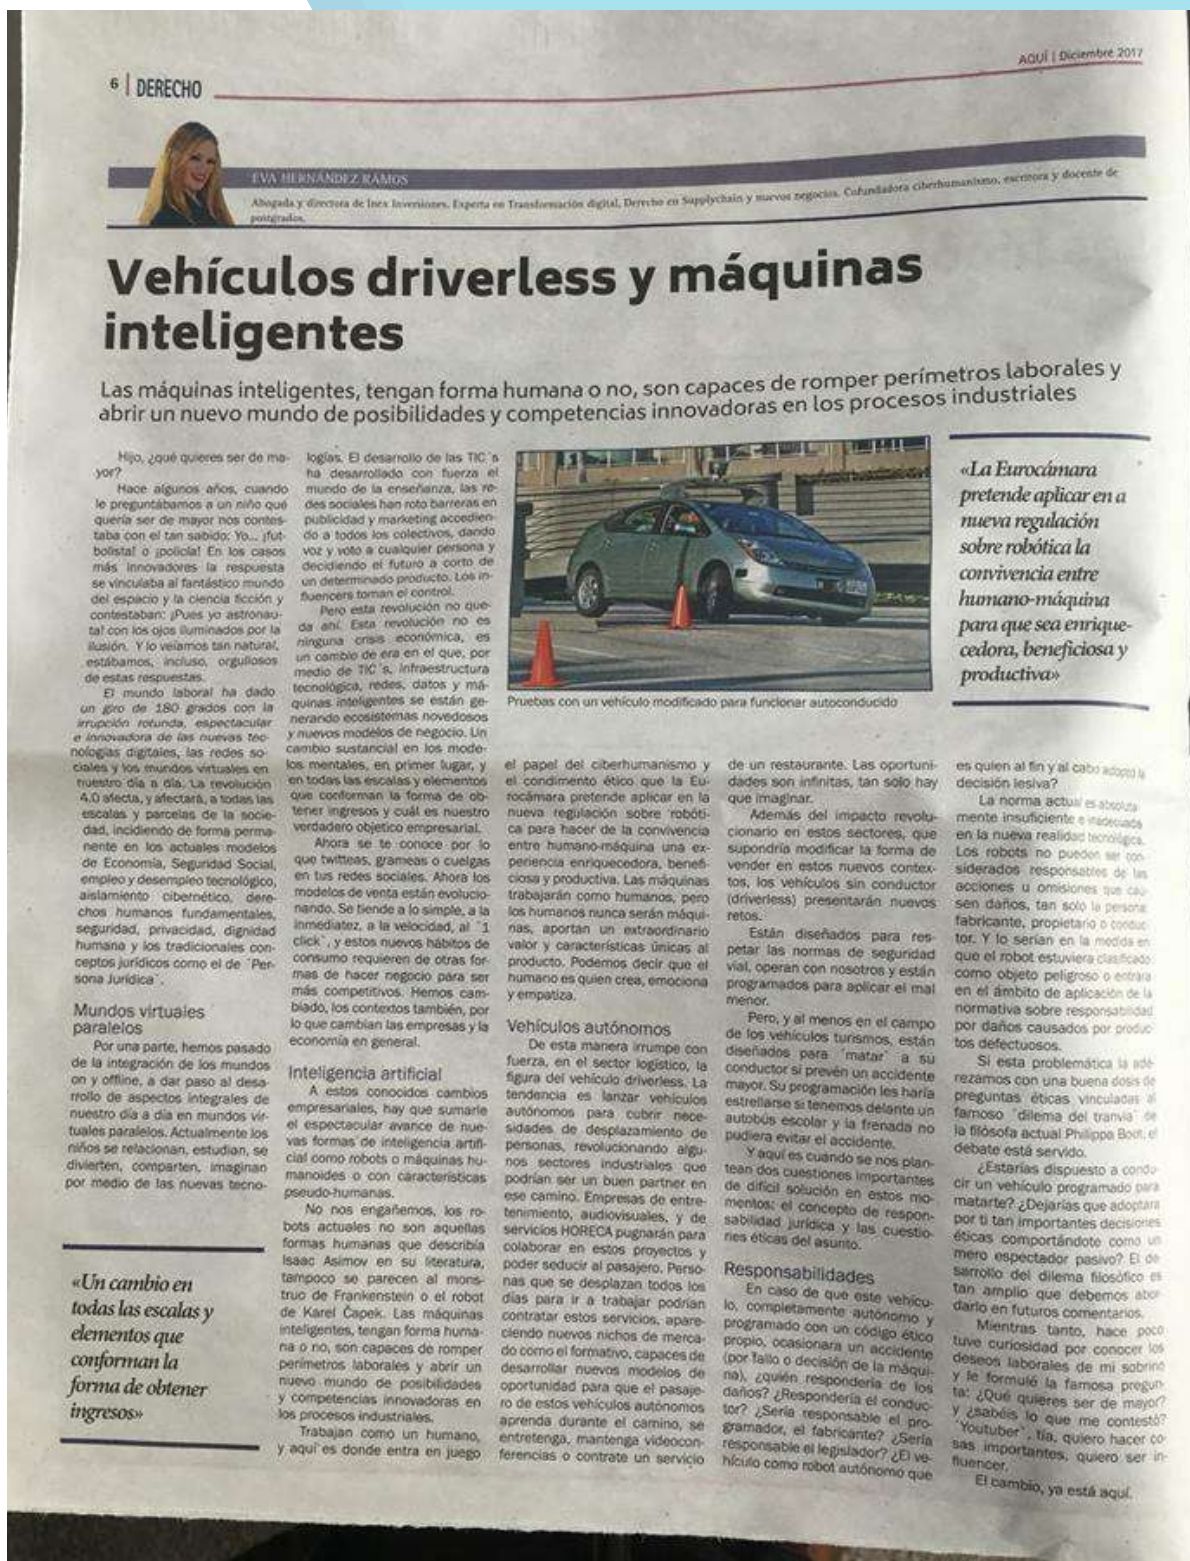 AQUÍ | Diciembre 2017
6 | DERECHO
EVA HERNÁNDEZ RAMOS
Abogada y directora de Inex Inversiones. Experta en Transformación digital, Derecho en Supplychain y nuevos negocios. Cofundadora ciberhumanismo, escritora y docente de
postgrados.
Vehículos driverless y máquinas
inteligentes
Las máquinas inteligentes, tengan forma humana o no, son capaces de romper perímetros laborales y
abrir un nuevo mundo de posibilidades y competencias innovadoras en los procesos industriales
Hijo, ¿qué quieres ser de ma-
yor?
Hace algunos años, cuando
le preguntábamos a un niño qué
quería ser de mayor nos contes-
taba con el tan sabido: Yo... ¡fut-
bolista! o ¡policía! En los casos
más innovadores la respuesta
se vinculaba al fantástico mundo
del espacio y la ciencia ficción y
contestaban: ¡Pues yo astronau-
ta! con los ojos iluminados por la
ilusión. Y lo veíamos tan natural,
estábamos, incluso, orgullosos
de estas respuestas.
El mundo laboral ha dado
un giro de 180 grados con la
irrupción rotunda, espectacular
e innovadora de las nuevas tec-
nologías digitales, las redes so-
ciales y los mundos virtuales en
nuestro día a día. La revolución
4.0 afecta, y afectará, a todas las
escalas y parcelas de la socie-
dad, incidiendo de forma perma-
nente en los actuales modelos
de Economía, Seguridad Social,
empleo y desempleo tecnológico,
aislamiento cibernético, dere-
chos humanos fundamentales,
seguridad, privacidad, dignidad
humana y los tradicionales con-
ceptos jurídicos como el de ¨Per-
sona Jurídica¨.
Mundos virtuales
paralelos
Por una parte, hemos pasado
de la integración de los mundos
on y offline, a dar paso al desa-
rrollo de aspectos integrales de
nuestro día a día en mundos vir-
tuales paralelos. Actualmente los
niños se relacionan, estudian, se
divierten, comparten, imaginan
por medio de las nuevas tecno-
«Un cambio en
todas las escalas y
elementos que
conforman la
forma de obtener
ingresos»
logías. El desarrollo de las TIC´s
ha desarrollado con fuerza el
mundo de la enseñanza, las re-
des sociales han roto barreras en
publicidad y marketing accedien-
do a todos los colectivos, dando
voz y voto a cualquier persona y
decidiendo el futuro a corto de
un determinado producto. Los in-
fluencers toman el control.
Pero esta revolución no que-
da ahí. Esta revolución no es
ninguna crisis económica, es
un cambio de era en el que, por
medio de TIC´s, infraestructura
tecnológica, redes, datos y má-
quinas inteligentes se están ge-
nerando ecosistemas novedosos
y nuevos modelos de negocio. Un
cambio sustancial en los mode-
los mentales, en primer lugar, y
en todas las escalas y elementos
que conforman la forma de ob-
tener ingresos y cuál es nuestro
verdadero objetico empresarial.
Ahora se te conoce por lo
que twitteas, grameas o cuelgas
en tus redes sociales. Ahora los
modelos de venta están evolucio-
nando. Se tiende a lo simple, a la
inmediatez, a la velocidad, al ¨1
click¨, y estos nuevos hábitos de
consumo requieren de otras for-
mas de hacer negocio para ser
más competitivos. Hemos cam-
biado, los contextos también, por
lo que cambian las empresas y la
economía en general.
Inteligencia artificial
A estos conocidos cambios
empresariales, hay que sumarle
el espectacular avance de nue-
vas formas de inteligencia artifi-
cial como robots o máquinas hu-
manoides o con características
pseudo-humanas.
No nos engañemos, los ro-
bots actuales no son aquellas
formas humanas que describía
Isaac Asimov en su literatura,
tampoco se parecen al mons-
truo de Frankenstein o el robot
de Karel Čapek. Las máquinas
inteligentes, tengan forma huma-
na o no, son capaces de romper
perímetros laborales y abrir un
nuevo mundo de posibilidades
y competencias innovadoras en
los procesos industriales.
Trabajan como un humano,
y aquí es donde entra en juego
Pruebas con un vehículo modificado para funcionar autoconducido
el papel del ciberhumanismo y
el condimento ético que la Eu-
rocámara pretende aplicar en la
nueva regulación sobre ¨robóti-
ca para hacer de la convivencia
entre humano-máquina una ex-
periencia enriquecedora, benefi-
ciosa y productiva. Las máquinas
trabajarán como humanos, pero
los humanos nunca serán máqui-
nas, aportan un extraordinario
valor y características únicas al
producto. Podemos decir que el
humano es quien crea, emociona
y empatiza.
Vehículos autónomos
De esta manera irrumpe con
fuerza, en el sector logístico, la
figura del vehículo driverless. La
tendencia es lanzar vehículos
autónomos para cubrir nece-
sidades de desplazamiento de
personas, revolucionando algu-
nos sectores industriales que
podrían ser un buen partner en
ese camino. Empresas de entre-
tenimiento, audiovisuales, y de
servicios HORECA pugnarán para
colaborar en estos proyectos y
poder seducir al pasajero. Perso-
nas que se desplazan todos los
días para ir a trabajar podrían
contratar estos servicios, apare-
ciendo nuevos nichos de merca-
do como el formativo, capaces de
desarrollar nuevos modelos de
oportunidad para que el pasaje-
ro de estos vehículos autónomos
aprenda durante el camino, se
entretenga, mantenga videocon-
ferencias o contrate un servicio
de un restaurante. Las oportuni-
dades son infinitas, tan solo hay
que imaginar.
Además del impacto revolu-
cionario en estos sectores, que
supondría modificar la forma de
vender en estos nuevos contex-
tos, los vehículos sin conductor
(driverless) presentarán nuevos
retos.
Están diseñados para res-
petar las normas de seguridad
vial, operan con nosotros y están
programados para aplicar el mal
menor.
Pero, y al menos en el campo
de los vehículos turismos, están
diseñados para ¨matar¨ a su
conductor si prevén un accidente
mayor. Su programación les haría
estrellarse si tenemos delante un
autobús escolar y la frenada no
pudiera evitar el accidente.
Y aquí es cuando se nos plan-
tean dos cuestiones importantes
de difícil solución en estos mo-
mentos: el concepto de respon-
sabilidad jurídica y las cuestio-
nes éticas del asunto.
Responsabilidades
En caso de que este vehícu-
lo, completamente autónomo y
programado con un código ético
propio, ocasionara un accidente
(por fallo o decisión de la máqui-
na), ¿quién respondería de los
daños? ¿Respondería el conduc-
tor? ¿Sería responsable el pro-
gramador, el fabricante? ¿Sería
responsable el legislador? ¿El ve-
hículo como robot autónomo que
«La Eurocámara
pretende aplicar en a
nueva regulación
sobre robótica la
convivencia entre
humano-máquina
para que sea enrique-
cedora, beneficiosa y
productiva»
es quien al fin y al cabo adoptó la
decisión lesiva?
La norma actual es absoluta-
mente insuficiente e inadecuada
en la nueva realidad tecnológica.
Los robots no pueden ser con-
siderados responsables de las
acciones u omisiones que cau-
sen daños, tan solo la persona:
fabricante, propietario o conduc-
tor. Y lo serían en la medida en
que el robot estuviera clasificado
como objeto peligroso o entrara
en el ámbito de aplicación de la
normativa sobre responsabilidad
por daños causados por produc-
tos defectuosos.
Si esta problemática la ade-
rezamos con una buena dosis de
preguntas éticas vinculadas al
famoso ¨dilema del tranvía¨ de
la filósofa actual Philippa Boot, el
debate está servido.
¿Estarías dispuesto a condu-
cir un vehículo programado para
matarte? ¿Dejarías que adoptara
por ti tan importantes decisiones
éticas comportándote como un
mero espectador pasivo? El de-
sarrollo del dilema filosófico es
tan amplio que debemos abor-
darlo en futuros comentarios.
Mientras tanto, hace poco
tuve curiosidad por conocer los
deseos laborales de mi sobrino
y le formulé la famosa pregun-
ta: ¿Qué quieres ser de mayor?
y ¿sabéis lo que me contestó?
¨Youtuber¨, tía, quiero hacer co-
sas importantes, quiero ser in-
fluencer.
El cambio, ya está aquí.